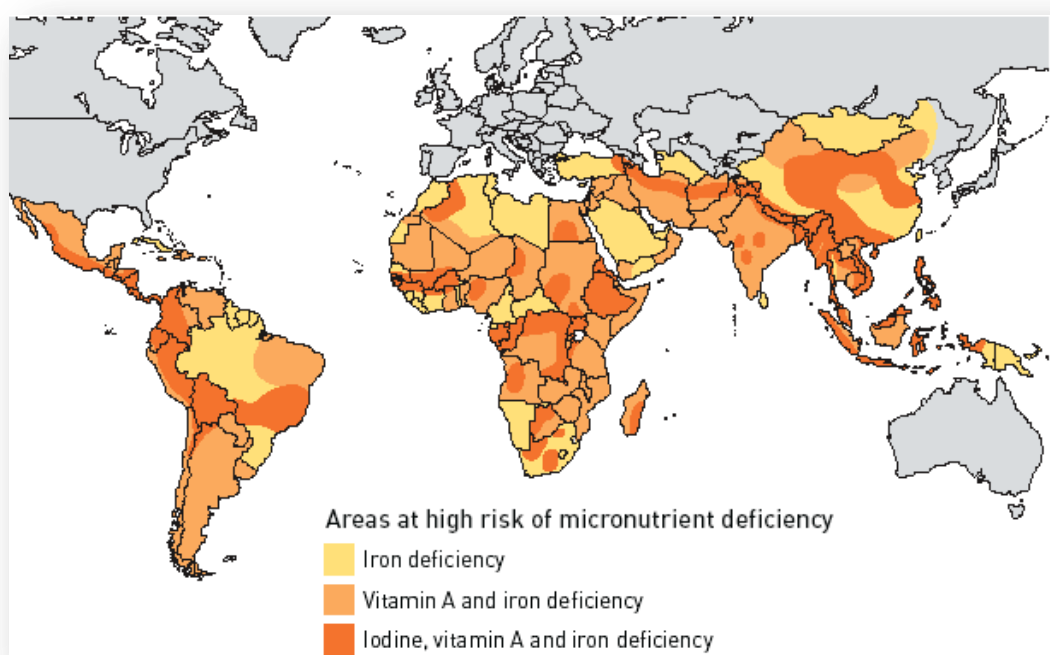 Areas at high risk of micronutrient deficiency
Iron deficiency
Vitamin A and iron deficiency
Iodine, vitamin A and iron deficiency